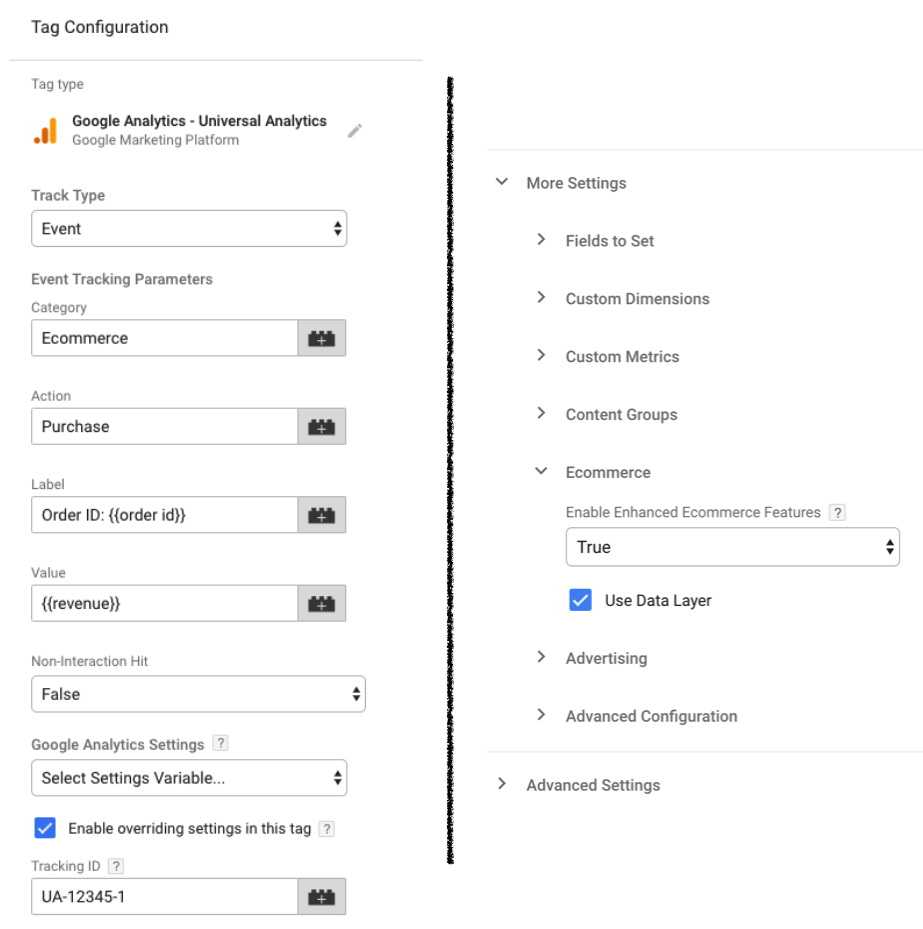 Tag Configuration
Tag type
Google Analytics - Universal Analytics
Google Marketing Platform
Track Type
Event
Event Tracking Parameters
Category
Ecommerce
Action
Purchase
Label
Order ID: {{order id}}
Value
{{revenue}}
Non-Interaction Hit
False
Google Analytics Settings ?
Select Settings Variable...
Enable overriding settings in this tag ?
Tracking ID ?
UA-12345-1
More Settings
Fields to Set
Custom Dimensions
Custom Metrics
Content Groups
Ecommerce
Enable Enhanced Ecommerce Features ?
True
Use Data Layer
Advertising
Advanced Configuration
Advanced Settings